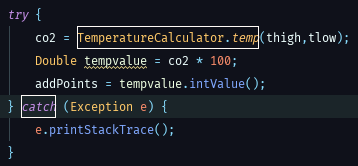 try {
co2 = TemperatureCalculator.temp(thigh,tlow);
Double tempvalue = co2 * 100;
addPoints = tempvalue.intValue();
} catch (Exception e) {
e.printStackTrace();
}